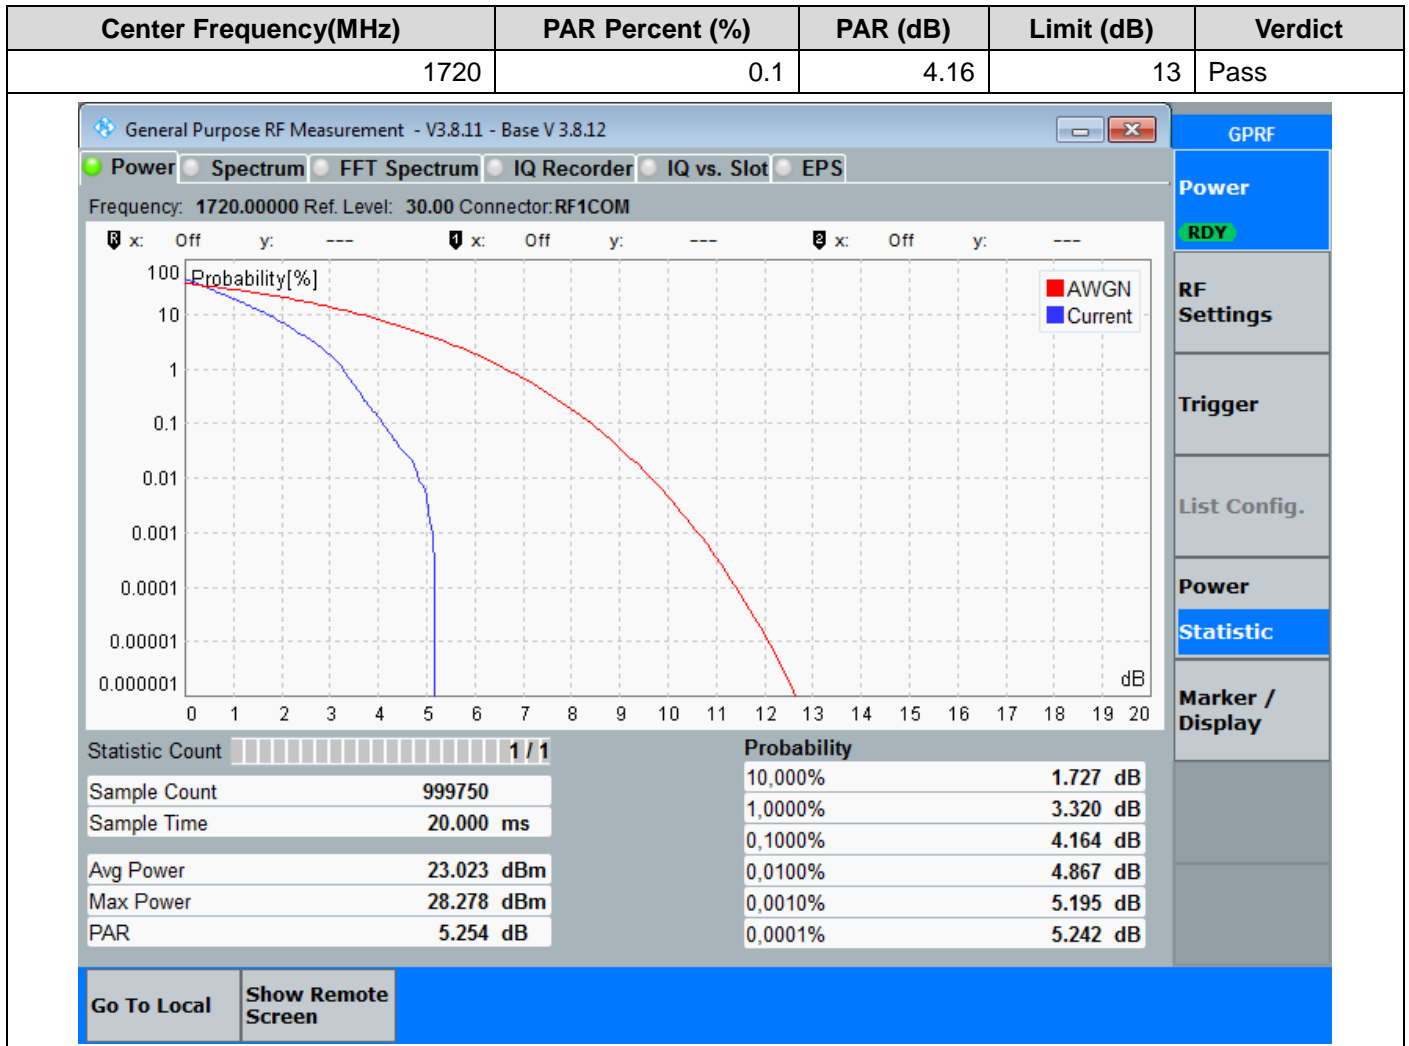 Center Frequency(MHz) PAR Percent (%) PAR (dB) Limit (dB) Verdict
1720 0.1 4.16 13 Pass
General Purpose RF Measurement - V3.8.11 - Base V 3.8.12
GPRF
Power Spectrum FFT Spectrum IQ Recorder IQ vs. Slot EPS
Frequency: 1720.00000 Ref. Level: 30.00 Connector: RF1COM
R x: Off y: --- 1 x: Off y: --- 2 x: Off y: ---
Power
RDY
RF
Settings
Trigger
List Config.
Power
Statistic
Marker /
Display
Probability[%]
AWGN
Current
100
10
1
0.1
0.01
0.001
0.0001
0.00001
0.000001
dB
0 1 2 3 4 5 6 7 8 9 10 11 12 13 14 15 16 17 18 19 20
Statistic Count 1 / 1
Sample Count 999750
Sample Time 20.000 ms
Avg Power 23.023 dBm
Max Power 28.278 dBm
PAR 5.254 dB
Probability
10,000% 1.727 dB
1,0000% 3.320 dB
0,1000% 4.164 dB
0,0100% 4.867 dB
0,0010% 5.195 dB
0,0001% 5.242 dB
Go To Local
Show Remote
Screen